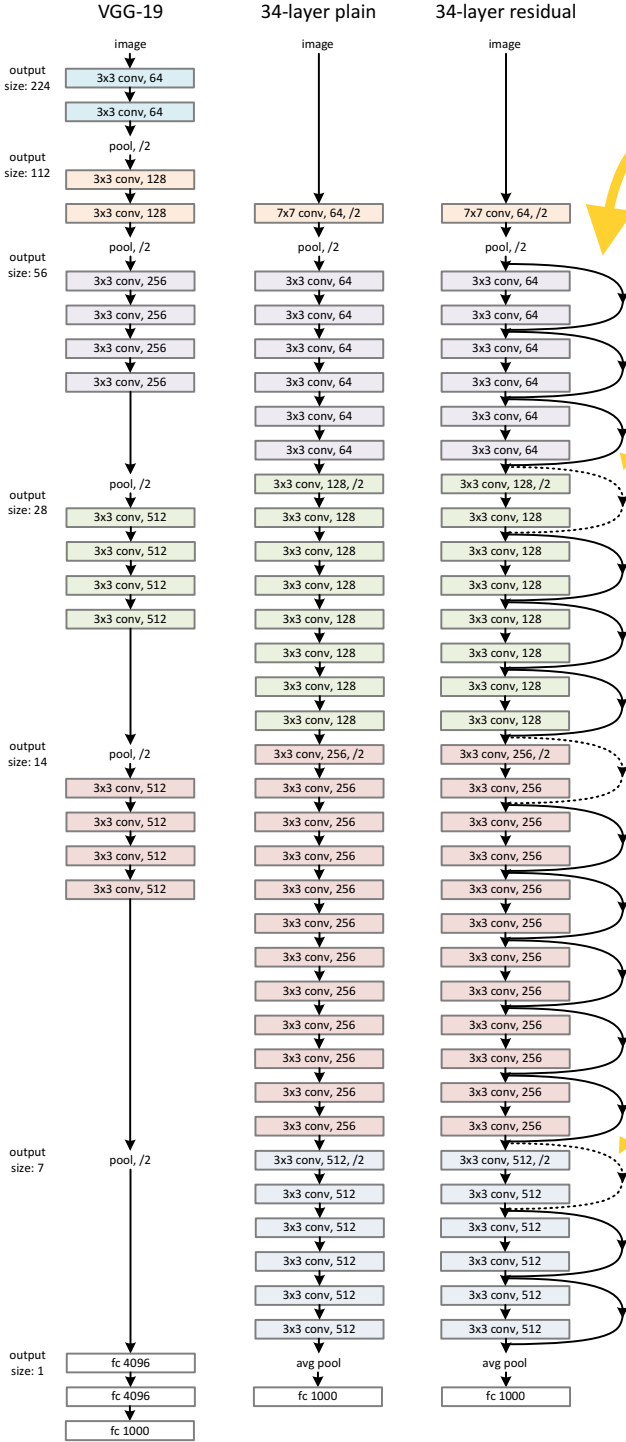 VGG-19
image
output
size: 224
3x3 conv, 64
3x3 conv, 64
pool, /2
output
size: 112
3x3 conv, 128
3x3 conv, 128
pool, /2
output
size: 56
3x3 conv, 256
3x3 conv, 256
3x3 conv, 256
3x3 conv, 256
pool, /2
output
size: 28
3x3 conv, 512
3x3 conv, 512
3x3 conv, 512
3x3 conv, 512
pool, /2
output
size: 14
3x3 conv, 512
3x3 conv, 512
3x3 conv, 512
3x3 conv, 512
pool, /2
output
size: 7
output
size: 1
fc 4096
fc 4096
fc 1000
34-layer plain
image
7x7 conv, 64, /2
pool, /2
3x3 conv, 64
3x3 conv, 64
3x3 conv, 64
3x3 conv, 64
3x3 conv, 64
3x3 conv, 64
3x3 conv, 128, /2
3x3 conv, 128
3x3 conv, 128
3x3 conv, 128
3x3 conv, 128
3x3 conv, 128
3x3 conv, 128
3x3 conv, 128
3x3 conv, 256, /2
3x3 conv, 256
3x3 conv, 256
3x3 conv, 256
3x3 conv, 256
3x3 conv, 256
3x3 conv, 256
3x3 conv, 256
3x3 conv, 256
3x3 conv, 256
3x3 conv, 256
3x3 conv, 256
3x3 conv, 512, /2
3x3 conv, 512
3x3 conv, 512
3x3 conv, 512
3x3 conv, 512
3x3 conv, 512
avg pool
fc 1000
34-layer residual
image
7x7 conv, 64, /2
pool, /2
3x3 conv, 64
3x3 conv, 64
3x3 conv, 64
3x3 conv, 64
3x3 conv, 64
3x3 conv, 64
3x3 conv, 128, /2
3x3 conv, 128
3x3 conv, 128
3x3 conv, 128
3x3 conv, 128
3x3 conv, 128
3x3 conv, 128
3x3 conv, 128
3x3 conv, 256, /2
3x3 conv, 256
3x3 conv, 256
3x3 conv, 256
3x3 conv, 256
3x3 conv, 256
3x3 conv, 256
3x3 conv, 256
3x3 conv, 256
3x3 conv, 256
3x3 conv, 256
3x3 conv, 256
3x3 conv, 512, /2
3x3 conv, 512
3x3 conv, 512
3x3 conv, 512
3x3 conv, 512
3x3 conv, 512
avg pool
fc 1000